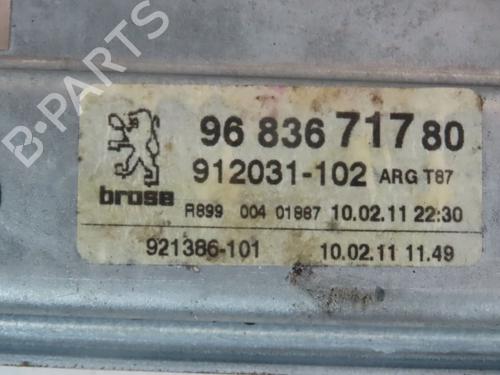 B-PARTS
96 836 717 80
912031-102 ARG T87
brose
R899 004 01887 10.02.11 22:30
921386-101 10.02.11 11.49